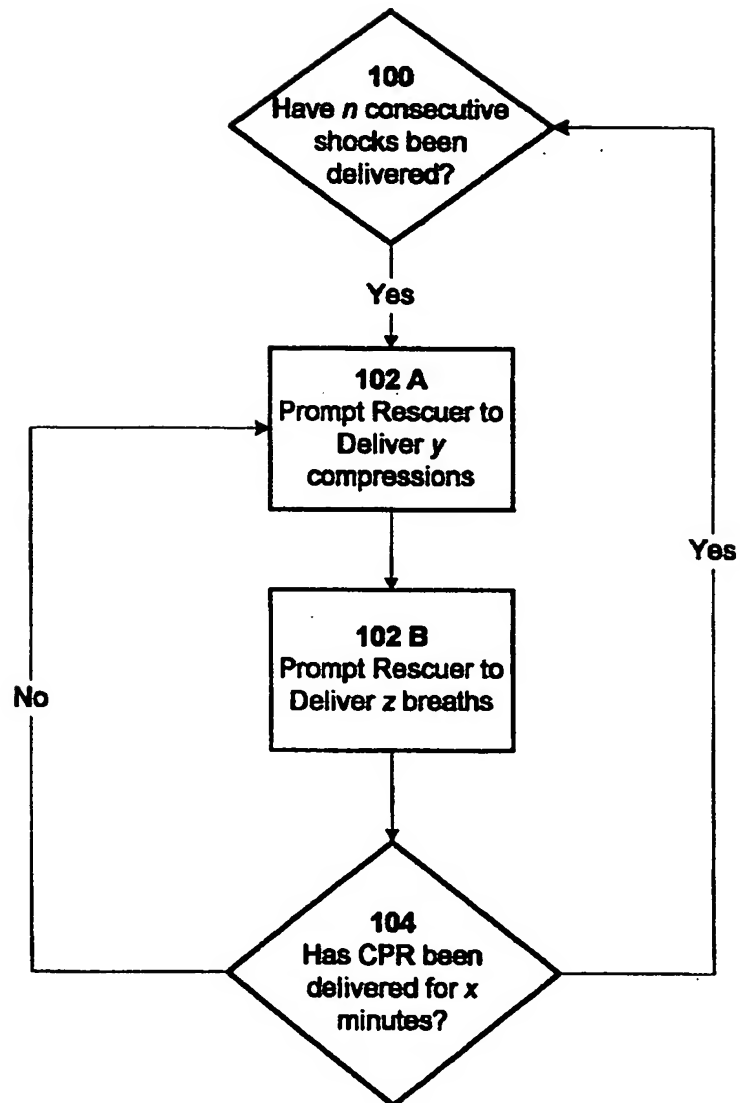 100
Have n consecutive
shocks been
delivered?
Yes
102 A
Prompt Rescuer to
Deliver y
compressions
Yes
102 B
Prompt Rescuer to
Deliver z breaths
No
104
Has CPR been
delivered for x
minutes?